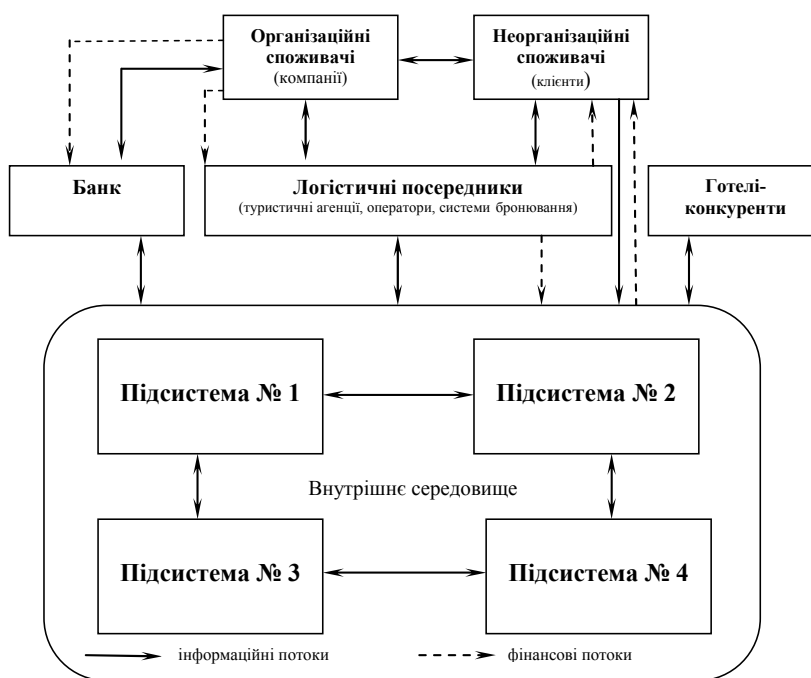 Організаційні
споживачі
(компанії)
Неорганізаційні
споживачі
(клієнти)
Банк
Логістичні посередники
(туристичні агенції, оператори, системи бронювання)
Готелі-
конкуренти
Підсистема № 1
Підсистема № 2
Внутрішнє середовище
Підсистема № 3
Підсистема № 4
інформаційні потоки
фінансові потоки